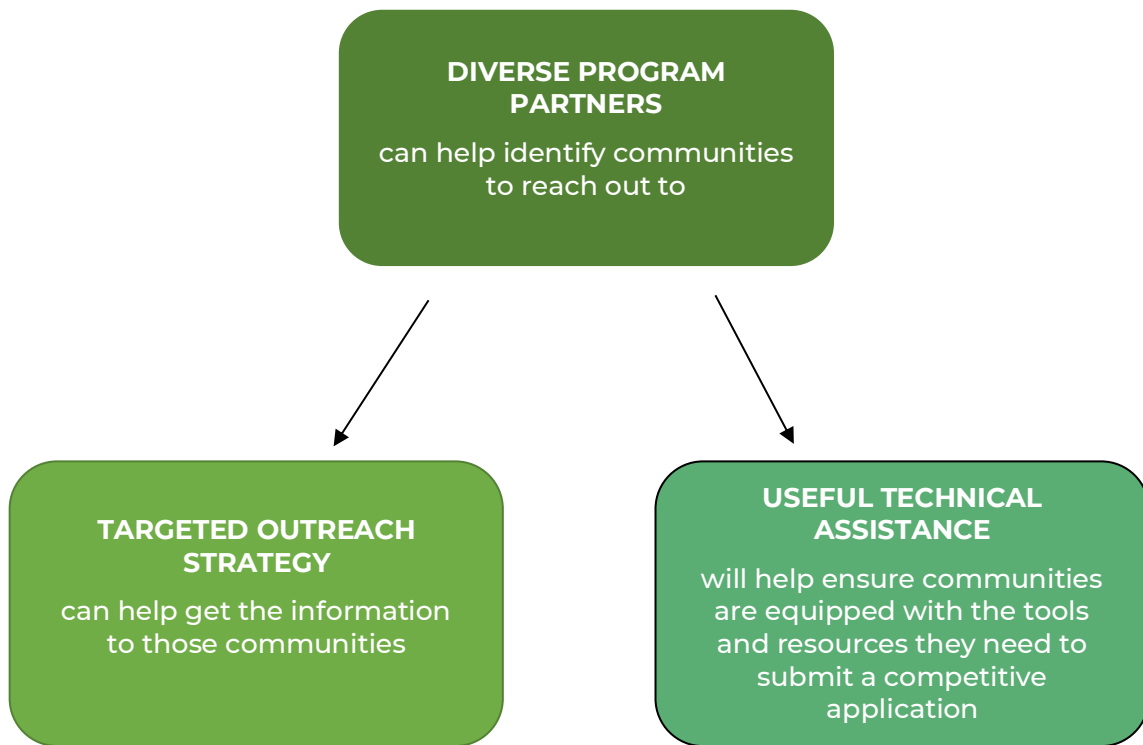 DIVERSE PROGRAM
PARTNERS
can help identify communities
to reach out to
TARGETED OUTREACH
STRATEGY
can help get the information
to those communities
USEFUL TECHNICAL
ASSISTANCE
will help ensure communities
are equipped with the tools
and resources they need to
submit a competitive
application